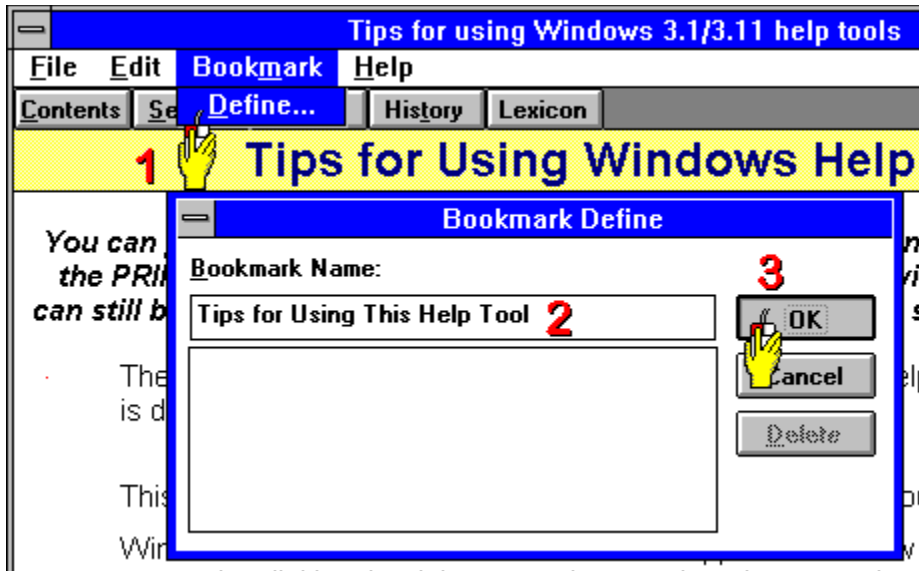 Tips for using Windows 3.1/3.11 help tools
File Edit Bookmark Help
Contents Define... History Lexicon
1 Tips for Using Windows Help
Bookmark Define
You can
the PRI
can still b
Bookmark Name:
3
Tips for Using This Help Tool 2
OK
Cancel
Delete
The
is d
This
Win